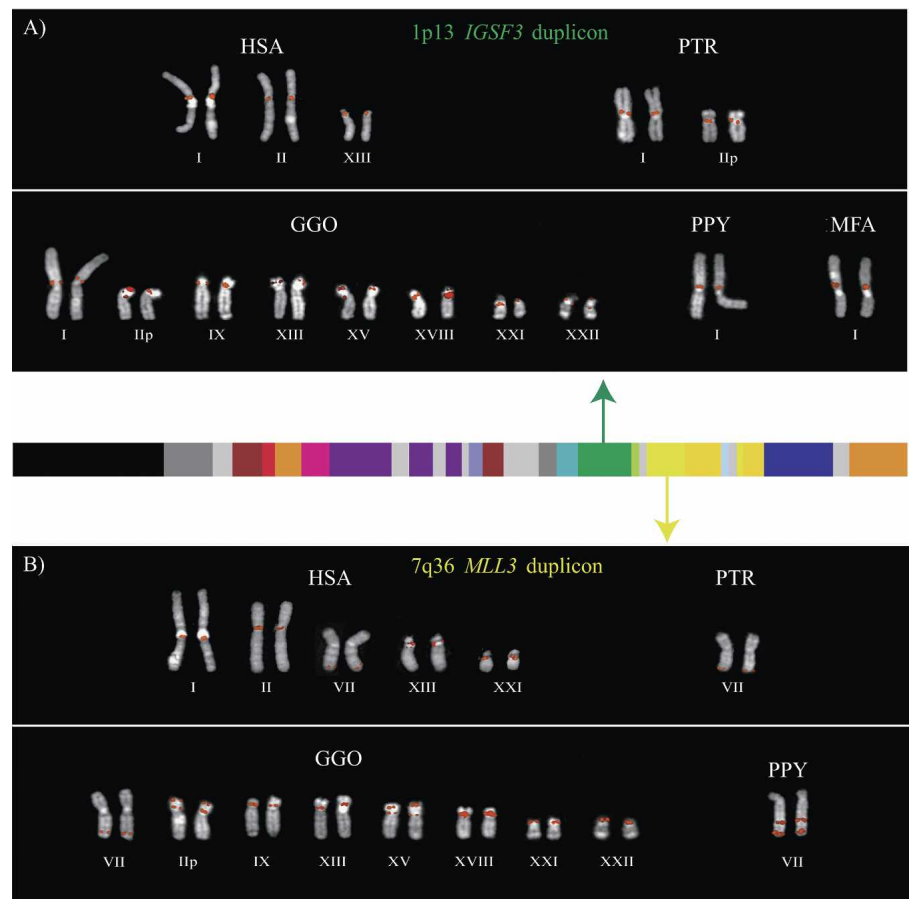 A)
1p13 IGSF3 duplicon
HSA
PTR
I II XIII I IIp
GGO
PPY
MFA
I IIp IX XIII XV XVIII XXI XXII I I
B)
7q36 MLL3 duplicon
HSA
PTR
I II VII XIII XXI VII
GGO
PPY
VII IIp IX XIII XV XVIII XXI XXII VII